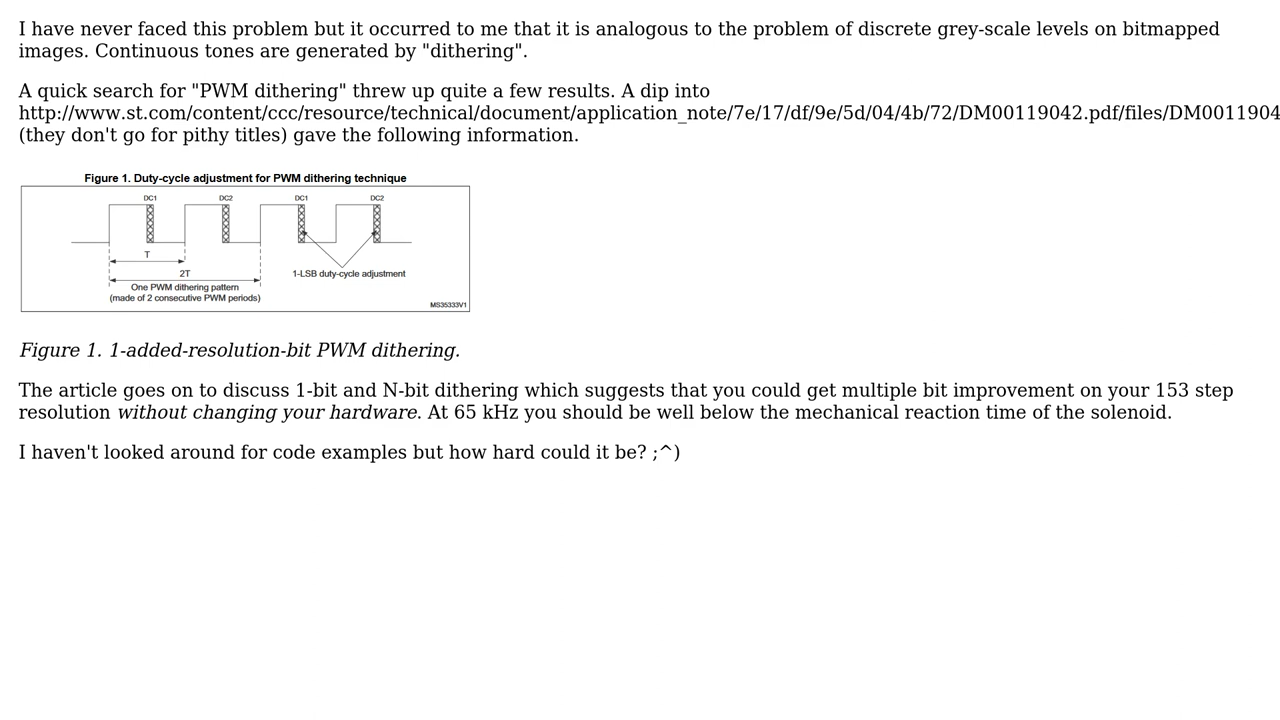 I have never faced this problem but it occurred to me that it is analogous to the problem of discrete grey-scale levels on bitmapped
images. Continuous tones are generated by "dithering".
A quick search for "PWM dithering" threw up quite a few results. A dip into
http://www.st.com/content/ccc/resource/technical/document/application_note/7e/17/df/9e/5d/04/4b/72/DM00119042.pdf/files/DM0011904
(they don't go for pithy titles) gave the following information.
Figure 1. Duty-cycle adjustment for PWM dithering technique
DC1 DC2 DC1 DC2
T
2T 1-LSB duty-cycle adjustment
One PWM dithering pattern
(made of 2 consecutive PWM periods)
MS35333V1
Figure 1. 1-added-resolution-bit PWM dithering.
The article goes on to discuss 1-bit and N-bit dithering which suggests that you could get multiple bit improvement on your 153 step
resolution without changing your hardware. At 65 kHz you should be well below the mechanical reaction time of the solenoid.
I haven't looked around for code examples but how hard could it be? ;^)